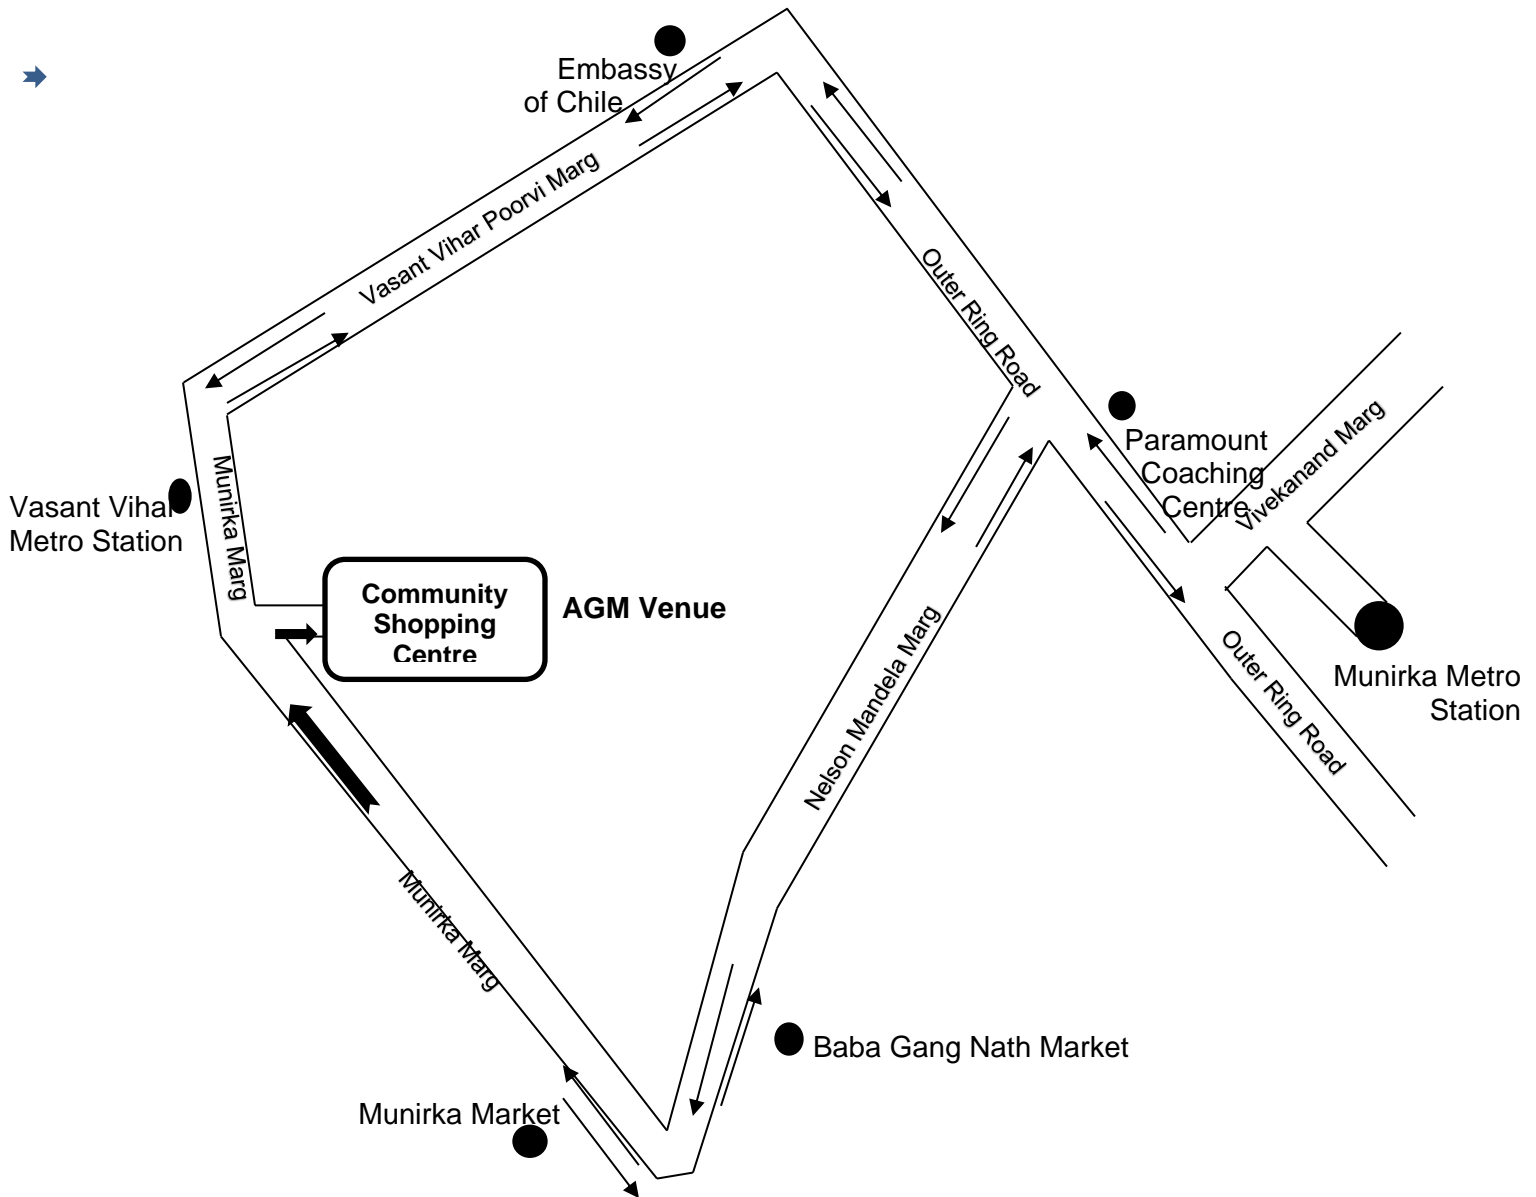 Embassy
of Chile
Vasant Vihar Poorvi Marg
Outer Ring Road
Paramount
Coaching
Centre
Vivekanand Marg
Vasant Vihar
Metro Station
Munirka Marg
Community
Shopping
Centre
AGM Venue
Nelson Mandela Marg
Outer Ring Road
Munirka Metro
Station
Munirka Marg
Baba Gang Nath Market
Munirka Market